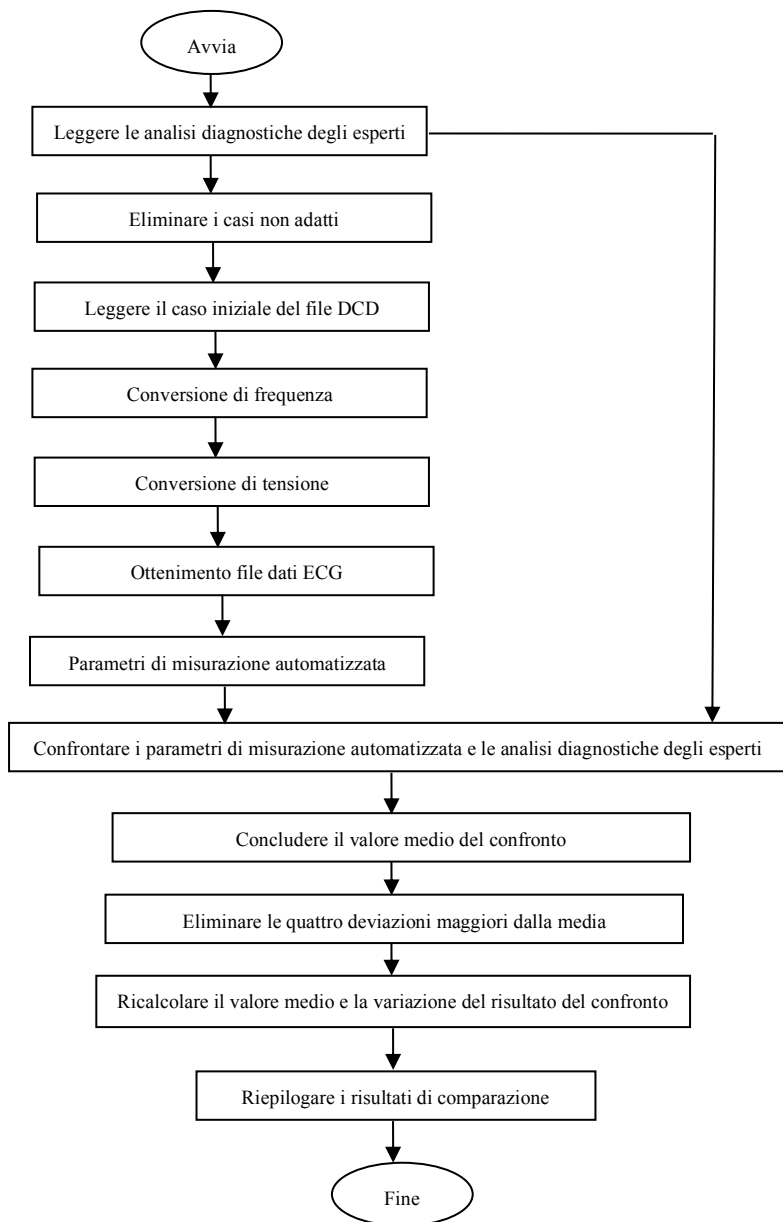 Avvia
Leggere le analisi diagnostiche degli esperti
Eliminare i casi non adatti
Leggere il caso iniziale del file DCD
Conversione di frequenza
Conversione di tensione
Ottenimento file dati ECG
Parametri di misurazione automatizzata
Confrontare i parametri di misurazione automatizzata e le analisi diagnostiche degli esperti
Concludere il valore medio del confronto
Eliminare le quattro deviazioni maggiori dalla media
Ricalcolare il valore medio e la variazione del risultato del confronto
Riepilogare i risultati di comparazione
Fine